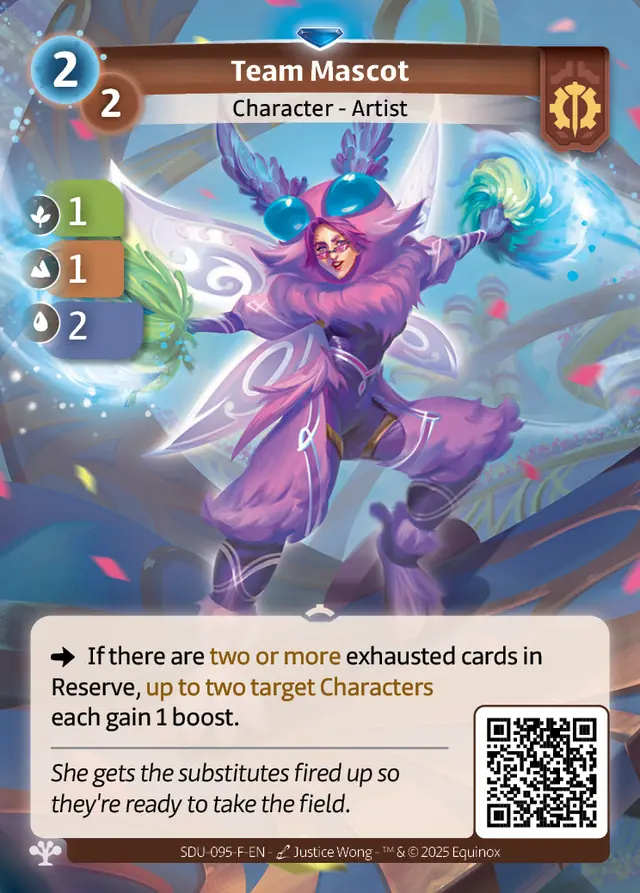 2
Team Mascot
2
Character - Artist
1
1
2
If there are two or more exhausted cards in
Reserve, up to two target Characters
each gain 1 boost.
She gets the substitutes fired up so
they're ready to take the field.
SDU-095-F-EN - Justice Wong - ™ & © 2025 Equinox